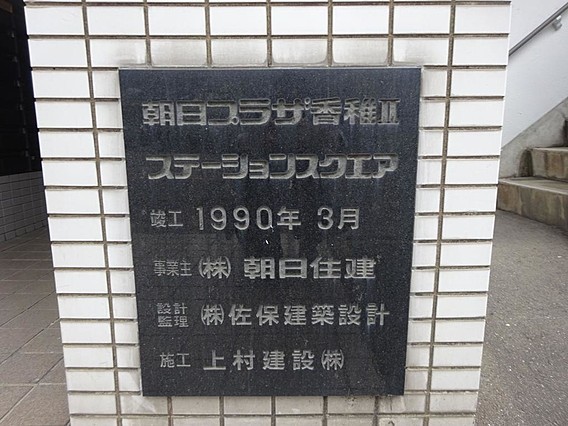 朝日プラザ香稚Ⅱ
ステーションスクエア
竣工 1990年 3月
事業主 (株) 朝日住建
設計監理 (株)佐保建築設計
施工 上村建設(株)